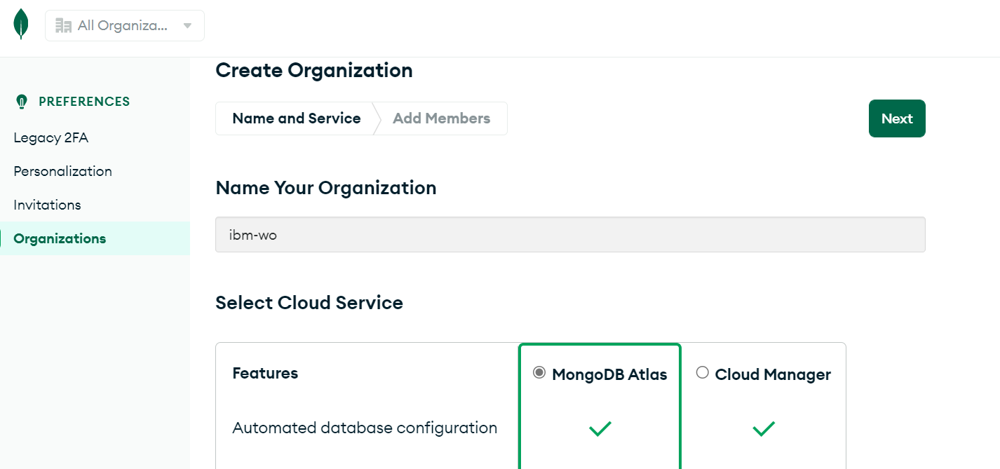 All Organiza...
Create Organization
PREFERENCES
Name and Service
Add Members
Next
Legacy 2FA
Personalization
Invitations
Organizations
Name Your Organization
ibm-wo
Select Cloud Service
Features
MongoDB Atlas
Cloud Manager
Automated database configuration